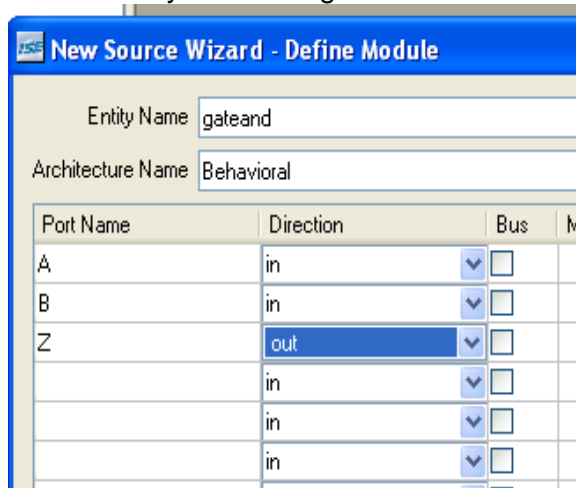 ISE New Source Wizard - Define Module
Entity Name gateand
Architecture Name Behavioral
Port Name Direction Bus
A in
B in
Z out
in
in
in